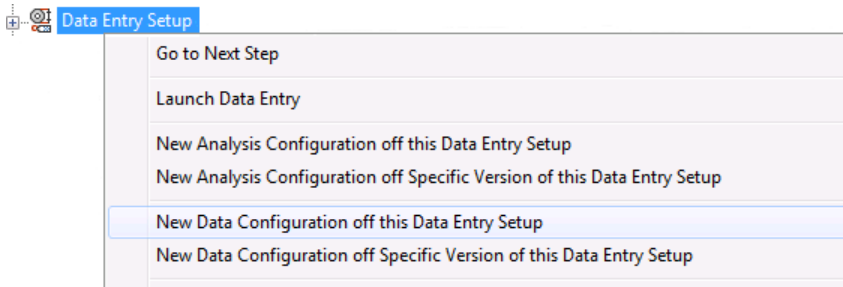 Data Entry Setup
Go to Next Step
Launch Data Entry
New Analysis Configuration off this Data Entry Setup
New Analysis Configuration off Specific Version of this Data Entry Setup
New Data Configuration off this Data Entry Setup
New Data Configuration off Specific Version of this Data Entry Setup